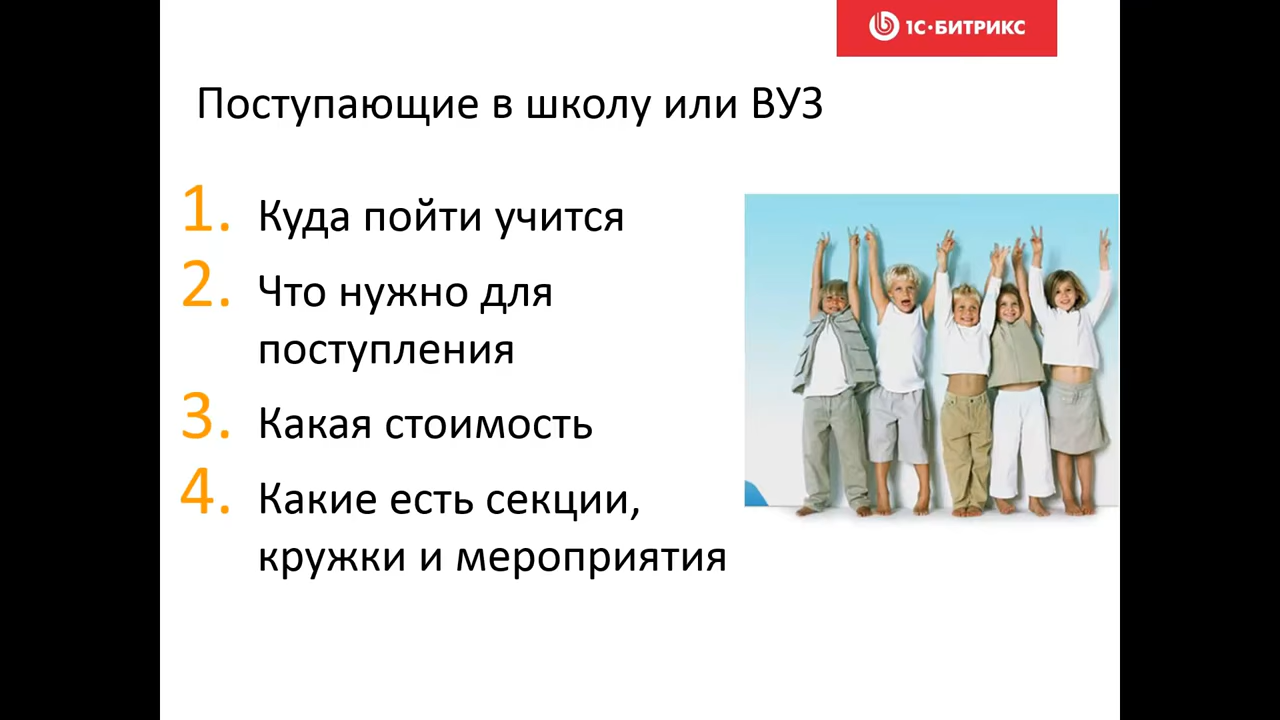 1С·БИТРИКС
Поступающие в школу или ВУЗ
1. Куда пойти учится
2. Что нужно для
поступления
3. Какая стоимость
4. Какие есть секции,
кружки и мероприятия